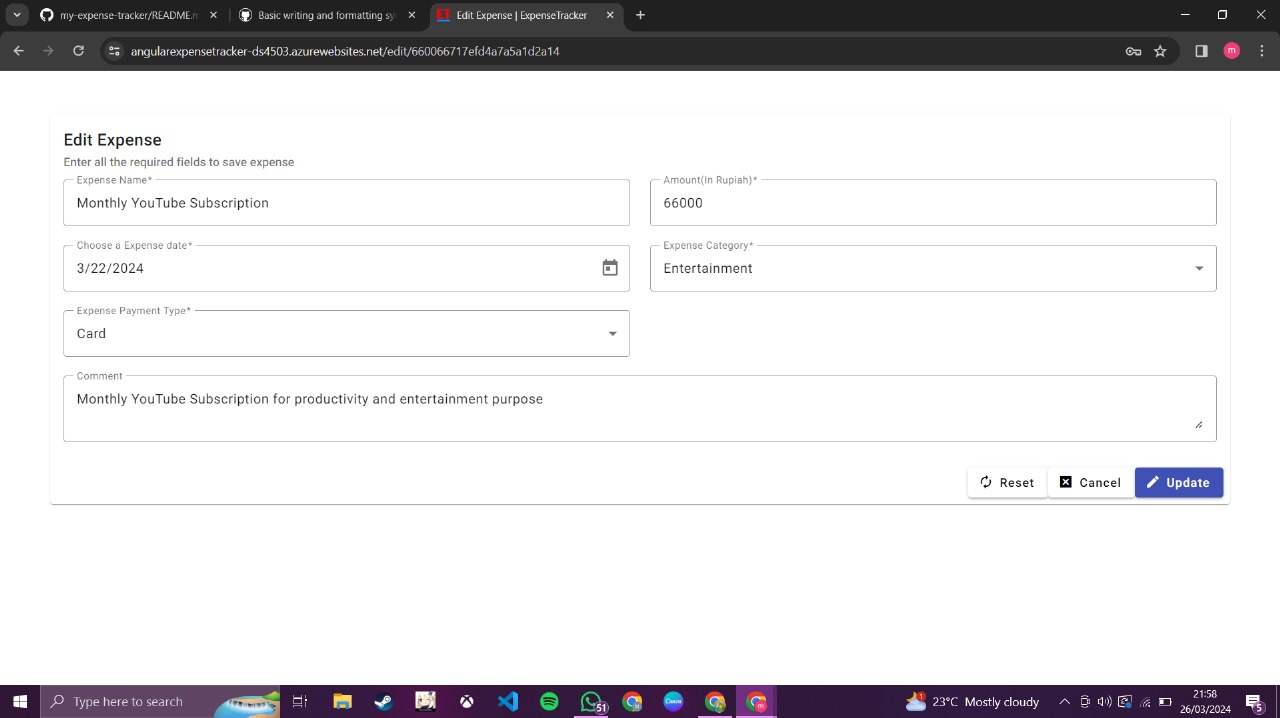 my-expense-tracker/README.m
Basic writing and formatting sy
Edit Expense | ExpenseTracker
angularexpensetracker-ds4503.azurewebsites.net/edit/660066717efd4a7a5a1d2a14
m
Edit Expense
Enter all the required fields to save expense
Expense Name*
Monthly YouTube Subscription
Amount(In Rupiah)*
66000
Choose a Expense date*
3/22/2024
Expense Category*
Entertainment
Expense Payment Type*
Card
Comment
Monthly YouTube Subscription for productivity and entertainment purpose
Reset
Cancel
Update
Type here to search
51
Canva
m
1
23°C Mostly cloudy
21:58
26/03/2024
5